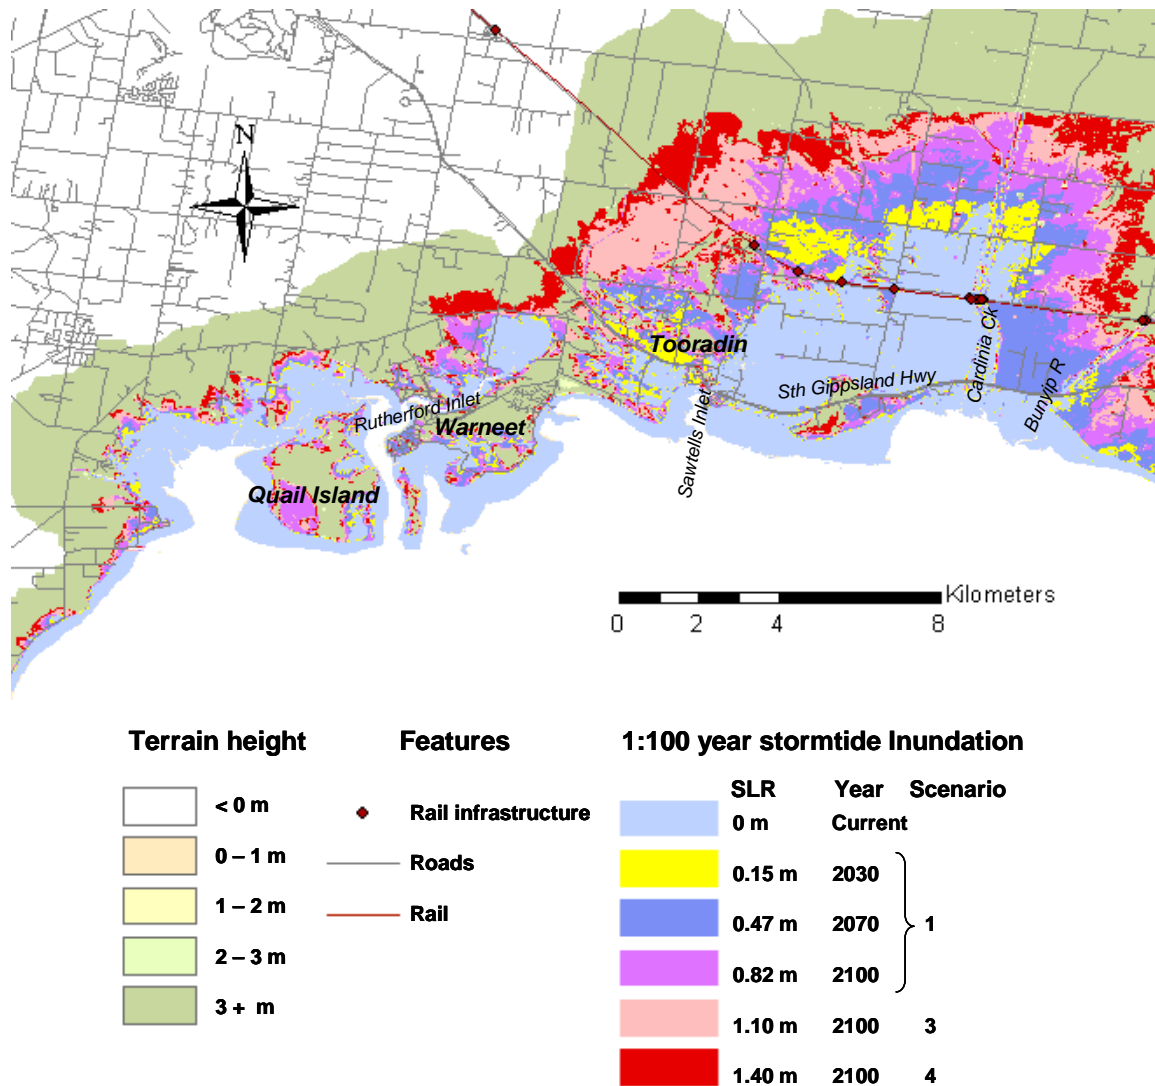 N
Tooradin
Sth Gippsland Hwy
Cardinia Ck
Bunyip R
Rutherford Inlet
Warneet
Sawtells Inlet
Quail Island
Kilometers
0 2 4 8
Terrain height
< 0 m
0 – 1 m
1 – 2 m
2 – 3 m
3 + m
Features
Rail infrastructure
Roads
Rail
1:100 year stormtide Inundation
SLR Year Scenario
0 m Current
0.15 m 2030
0.47 m 2070 1
0.82 m 2100
1.10 m 2100 3
1.40 m 2100 4